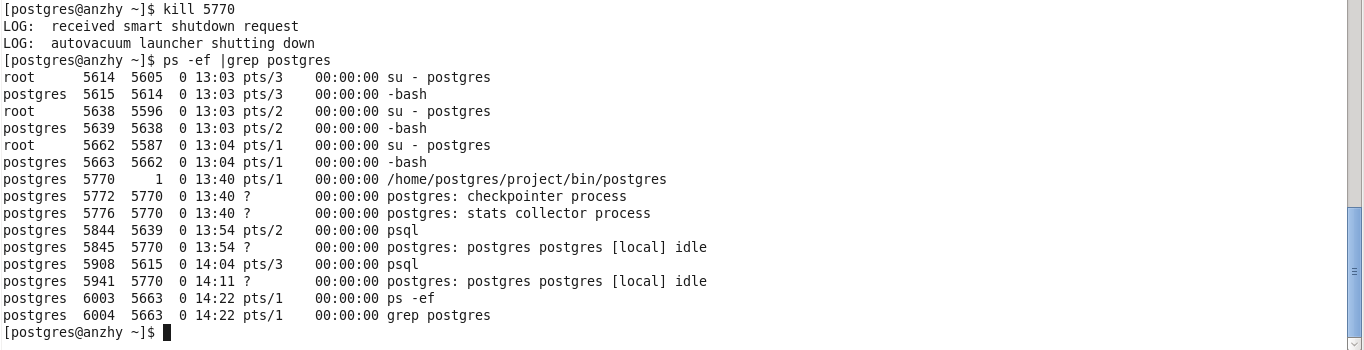 [postgres@anzhy ~]$ kill 5770
LOG:  received smart shutdown request
LOG:  autovacuum launcher shutting down
[postgres@anzhy ~]$ ps -ef |grep postgres
root      5614  5605  0 13:03 pts/3    00:00:00 su - postgres
postgres  5615  5614  0 13:03 pts/3    00:00:00 -bash
root      5638  5596  0 13:03 pts/2    00:00:00 su - postgres
postgres  5639  5638  0 13:03 pts/2    00:00:00 -bash
root      5662  5587  0 13:04 pts/1    00:00:00 su - postgres
postgres  5663  5662  0 13:04 pts/1    00:00:00 -bash
postgres  5770     1  0 13:40 pts/1    00:00:00 /home/postgres/project/bin/postgres
postgres  5772  5770  0 13:40 ?        00:00:00 postgres: checkpointer process
postgres  5776  5770  0 13:40 ?        00:00:00 postgres: stats collector process
postgres  5844  5639  0 13:54 pts/2    00:00:00 psql
postgres  5845  5770  0 13:54 ?        00:00:00 postgres: postgres postgres [local] idle
postgres  5908  5615  0 14:04 pts/3    00:00:00 psql
postgres  5941  5770  0 14:11 ?        00:00:00 postgres: postgres postgres [local] idle
postgres  6003  5663  0 14:22 pts/1    00:00:00 ps -ef
postgres  6004  5663  0 14:22 pts/1    00:00:00 grep postgres
[postgres@anzhy ~]$